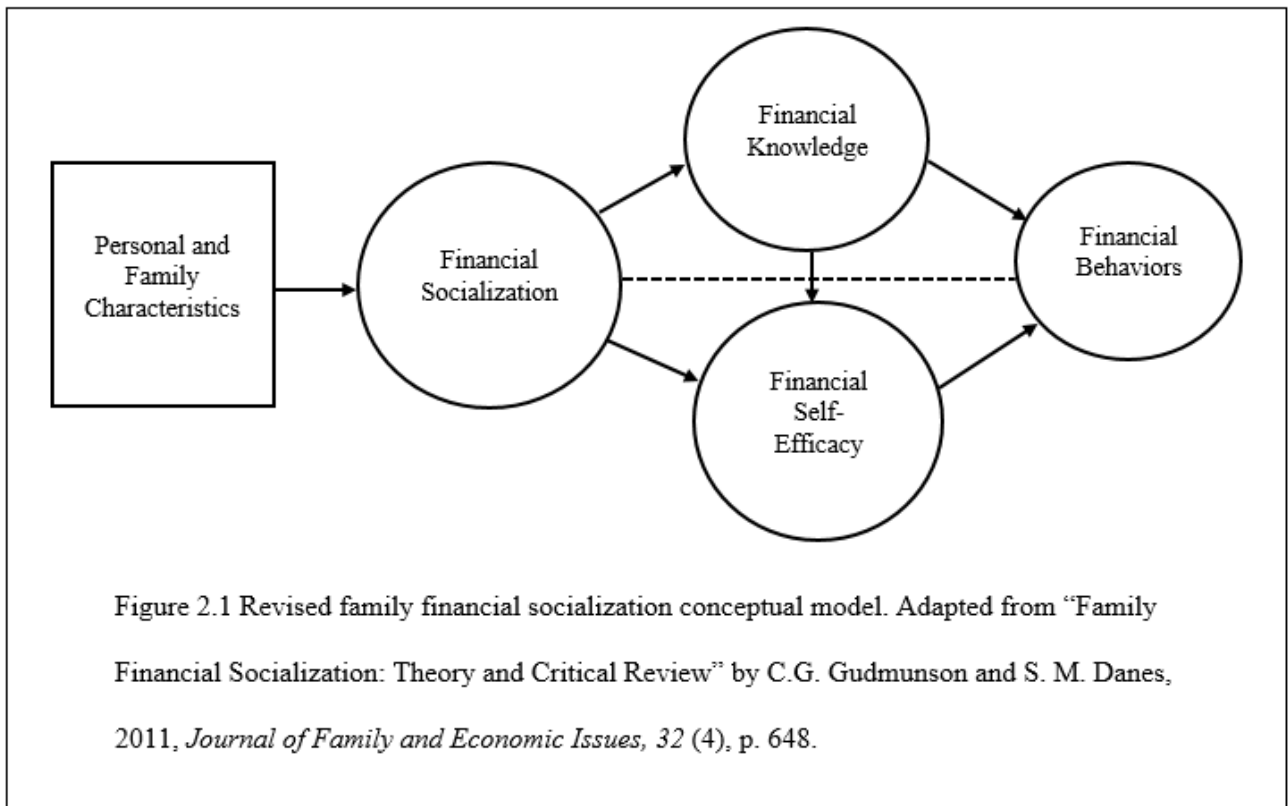 Financial
Knowledge
Personal and
Family
Characteristics
Financial
Socialization
Financial
Behaviors
Financial
Self-
Efficacy
Figure 2.1 Revised family financial socialization conceptual model. Adapted from “Family
Financial Socialization: Theory and Critical Review” by C.G. Gudmunson and S. M. Danes,
2011, Journal of Family and Economic Issues, 32 (4), p. 648.